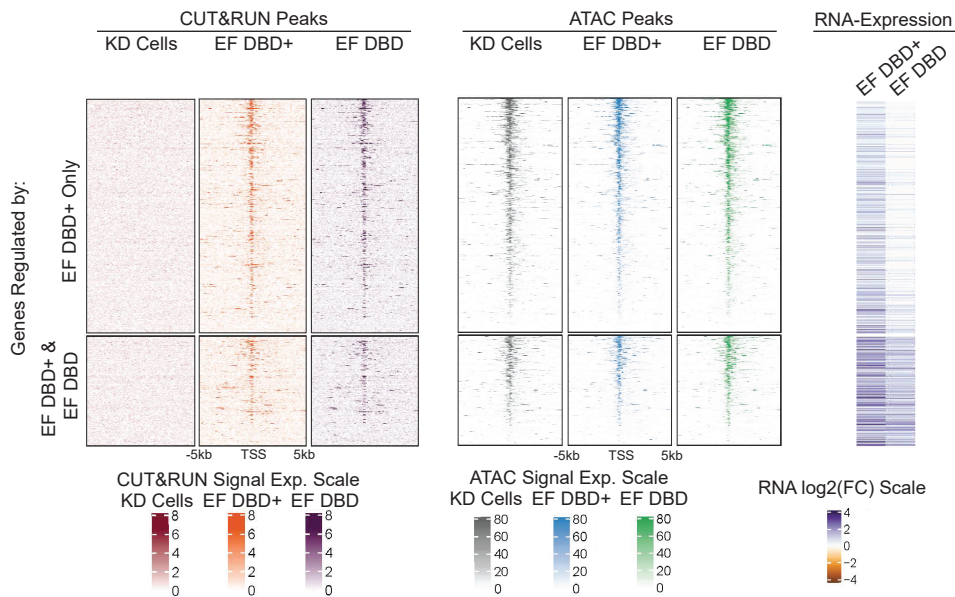 CUT&RUN Peaks
ATAC Peaks
RNA-Expression
KD Cells
EF DBD+
EF DBD
KD Cells
EF DBD+
EF DBD
EF DBD+
EF DBD
Genes Regulated by:
EF DBD+ Only
EF DBD+ &
EF DBD
-5kb
TSS
5kb
-5kb
TSS
5kb
CUT&RUN Signal Exp. Scale
KD Cells
EF DBD+
EF DBD
8
6
4
2
0
8
6
4
2
0
8
6
4
2
0
ATAC Signal Exp. Scale
KD Cells
EF DBD+
EF DBD
80
60
40
20
0
80
60
40
20
0
80
60
40
20
0
RNA log2(FC) Scale
4
2
0
-2
-4